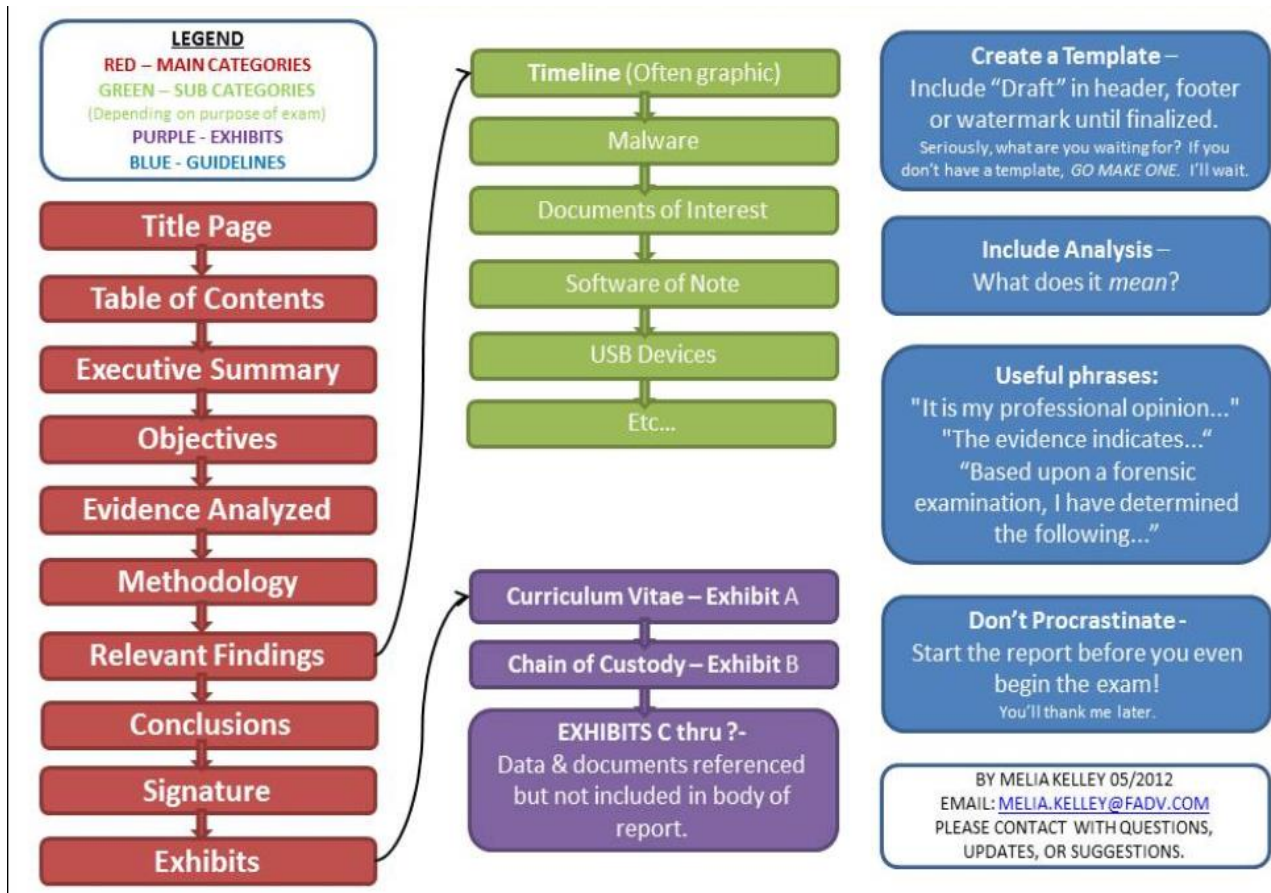 LEGEND
RED – MAIN CATEGORIES
GREEN – SUB CATEGORIES
(Depending on purpose of exam)
PURPLE - EXHIBITS
BLUE - GUIDELINES
Title Page
Table of Contents
Executive Summary
Objectives
Evidence Analyzed
Methodology
Relevant Findings
Conclusions
Signature
Exhibits
Timeline (Often graphic)
Malware
Documents of Interest
Software of Note
USB Devices
Etc...
Curriculum Vitae – Exhibit A
Chain of Custody – Exhibit B
EXHIBITS C thru ?-
Data & documents referenced
but not included in body of
report.
Create a Template –
Include “Draft” in header, footer
or watermark until finalized.
Seriously, what are you waiting for? If you
don’t have a template, GO MAKE ONE. I’ll wait.
Include Analysis –
What does it mean?
Useful phrases:
"It is my professional opinion..."
"The evidence indicates...“
“Based upon a forensic
examination, I have determined
the following...”
Don’t Procrastinate -
Start the report before you even
begin the exam!
You’ll thank me later.
BY MELIA KELLEY 05/2012
EMAIL: MELIA.KELLEY@FADV.COM
PLEASE CONTACT WITH QUESTIONS,
UPDATES, OR SUGGESTIONS.